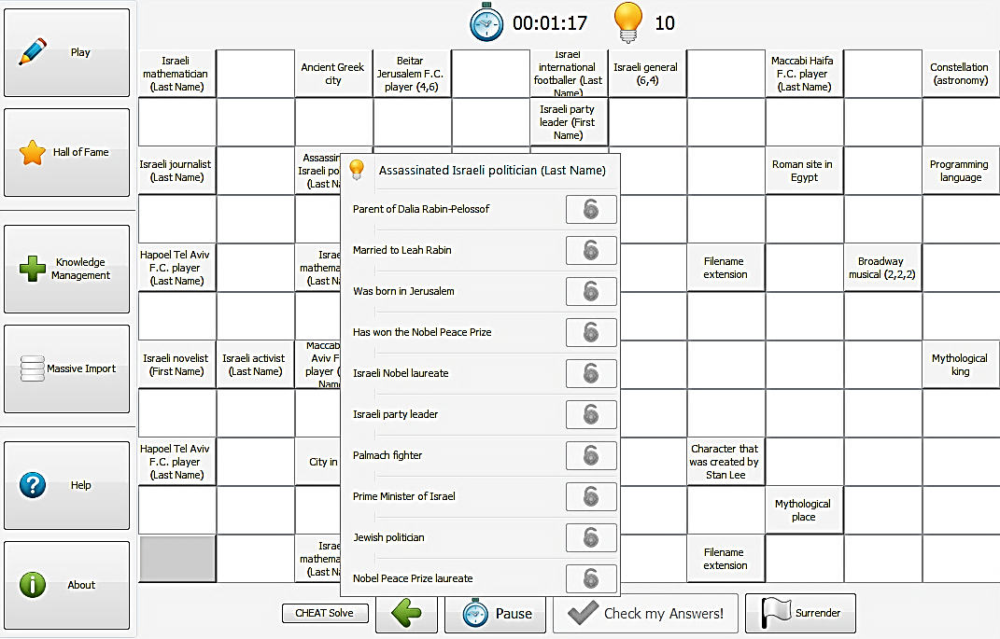 00:01:17
10
Play
Hall of Fame
Knowledge
Management
Massive Import
Help
About
Israeli
mathematician
(Last Name)
Ancient Greek
city
Beitar
Jerusalem F.C.
player (4,6)
Israel
international
footballer (Last
Name)
Israeli general
(6,4)
Maccabi Haifa
F.C. player
(Last Name)
Constellation
(astronomy)
Israeli party
leader (First
Name)
Israeli journalist
(Last Name)
Assassin
Israeli po
(Last Na
Roman site in
Egypt
Programming
language
Hapoel Tel Aviv
F.C. player
(Last Name)
Israe
mathema
(Last Na
Filename
extension
Broadway
musical (2,2,2)
Israeli novelist
(First Name)
Israeli activist
(Last Name)
Maccab
Aviv F
player (
Name
Mythological
king
Hapoel Tel Aviv
F.C. player
(Last Name)
City in
Character that
was created by
Stan Lee
Mythological
place
Israe
mathema
(Last Na
Filename
extension
Assassinated Israeli politician (Last Name)
Parent of Dalia Rabin-Pelossof
Married to Leah Rabin
Was born in Jerusalem
Has won the Nobel Peace Prize
Israeli Nobel laureate
Israeli party leader
Palmach fighter
Prime Minister of Israel
Jewish politician
Nobel Peace Prize laureate
CHEAT Solve
Pause
Check my Answers!
Surrender